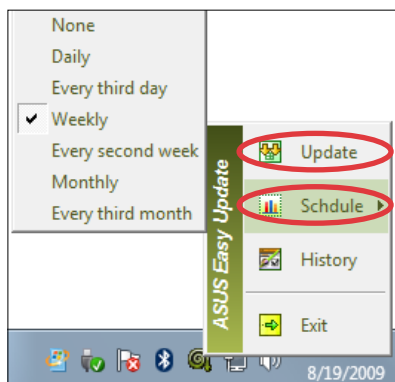 None
Daily
Every third day
Weekly
Every second week
Monthly
Every third month
ASUS Easy Update
Update
Schdule
History
Exit
8/19/2009